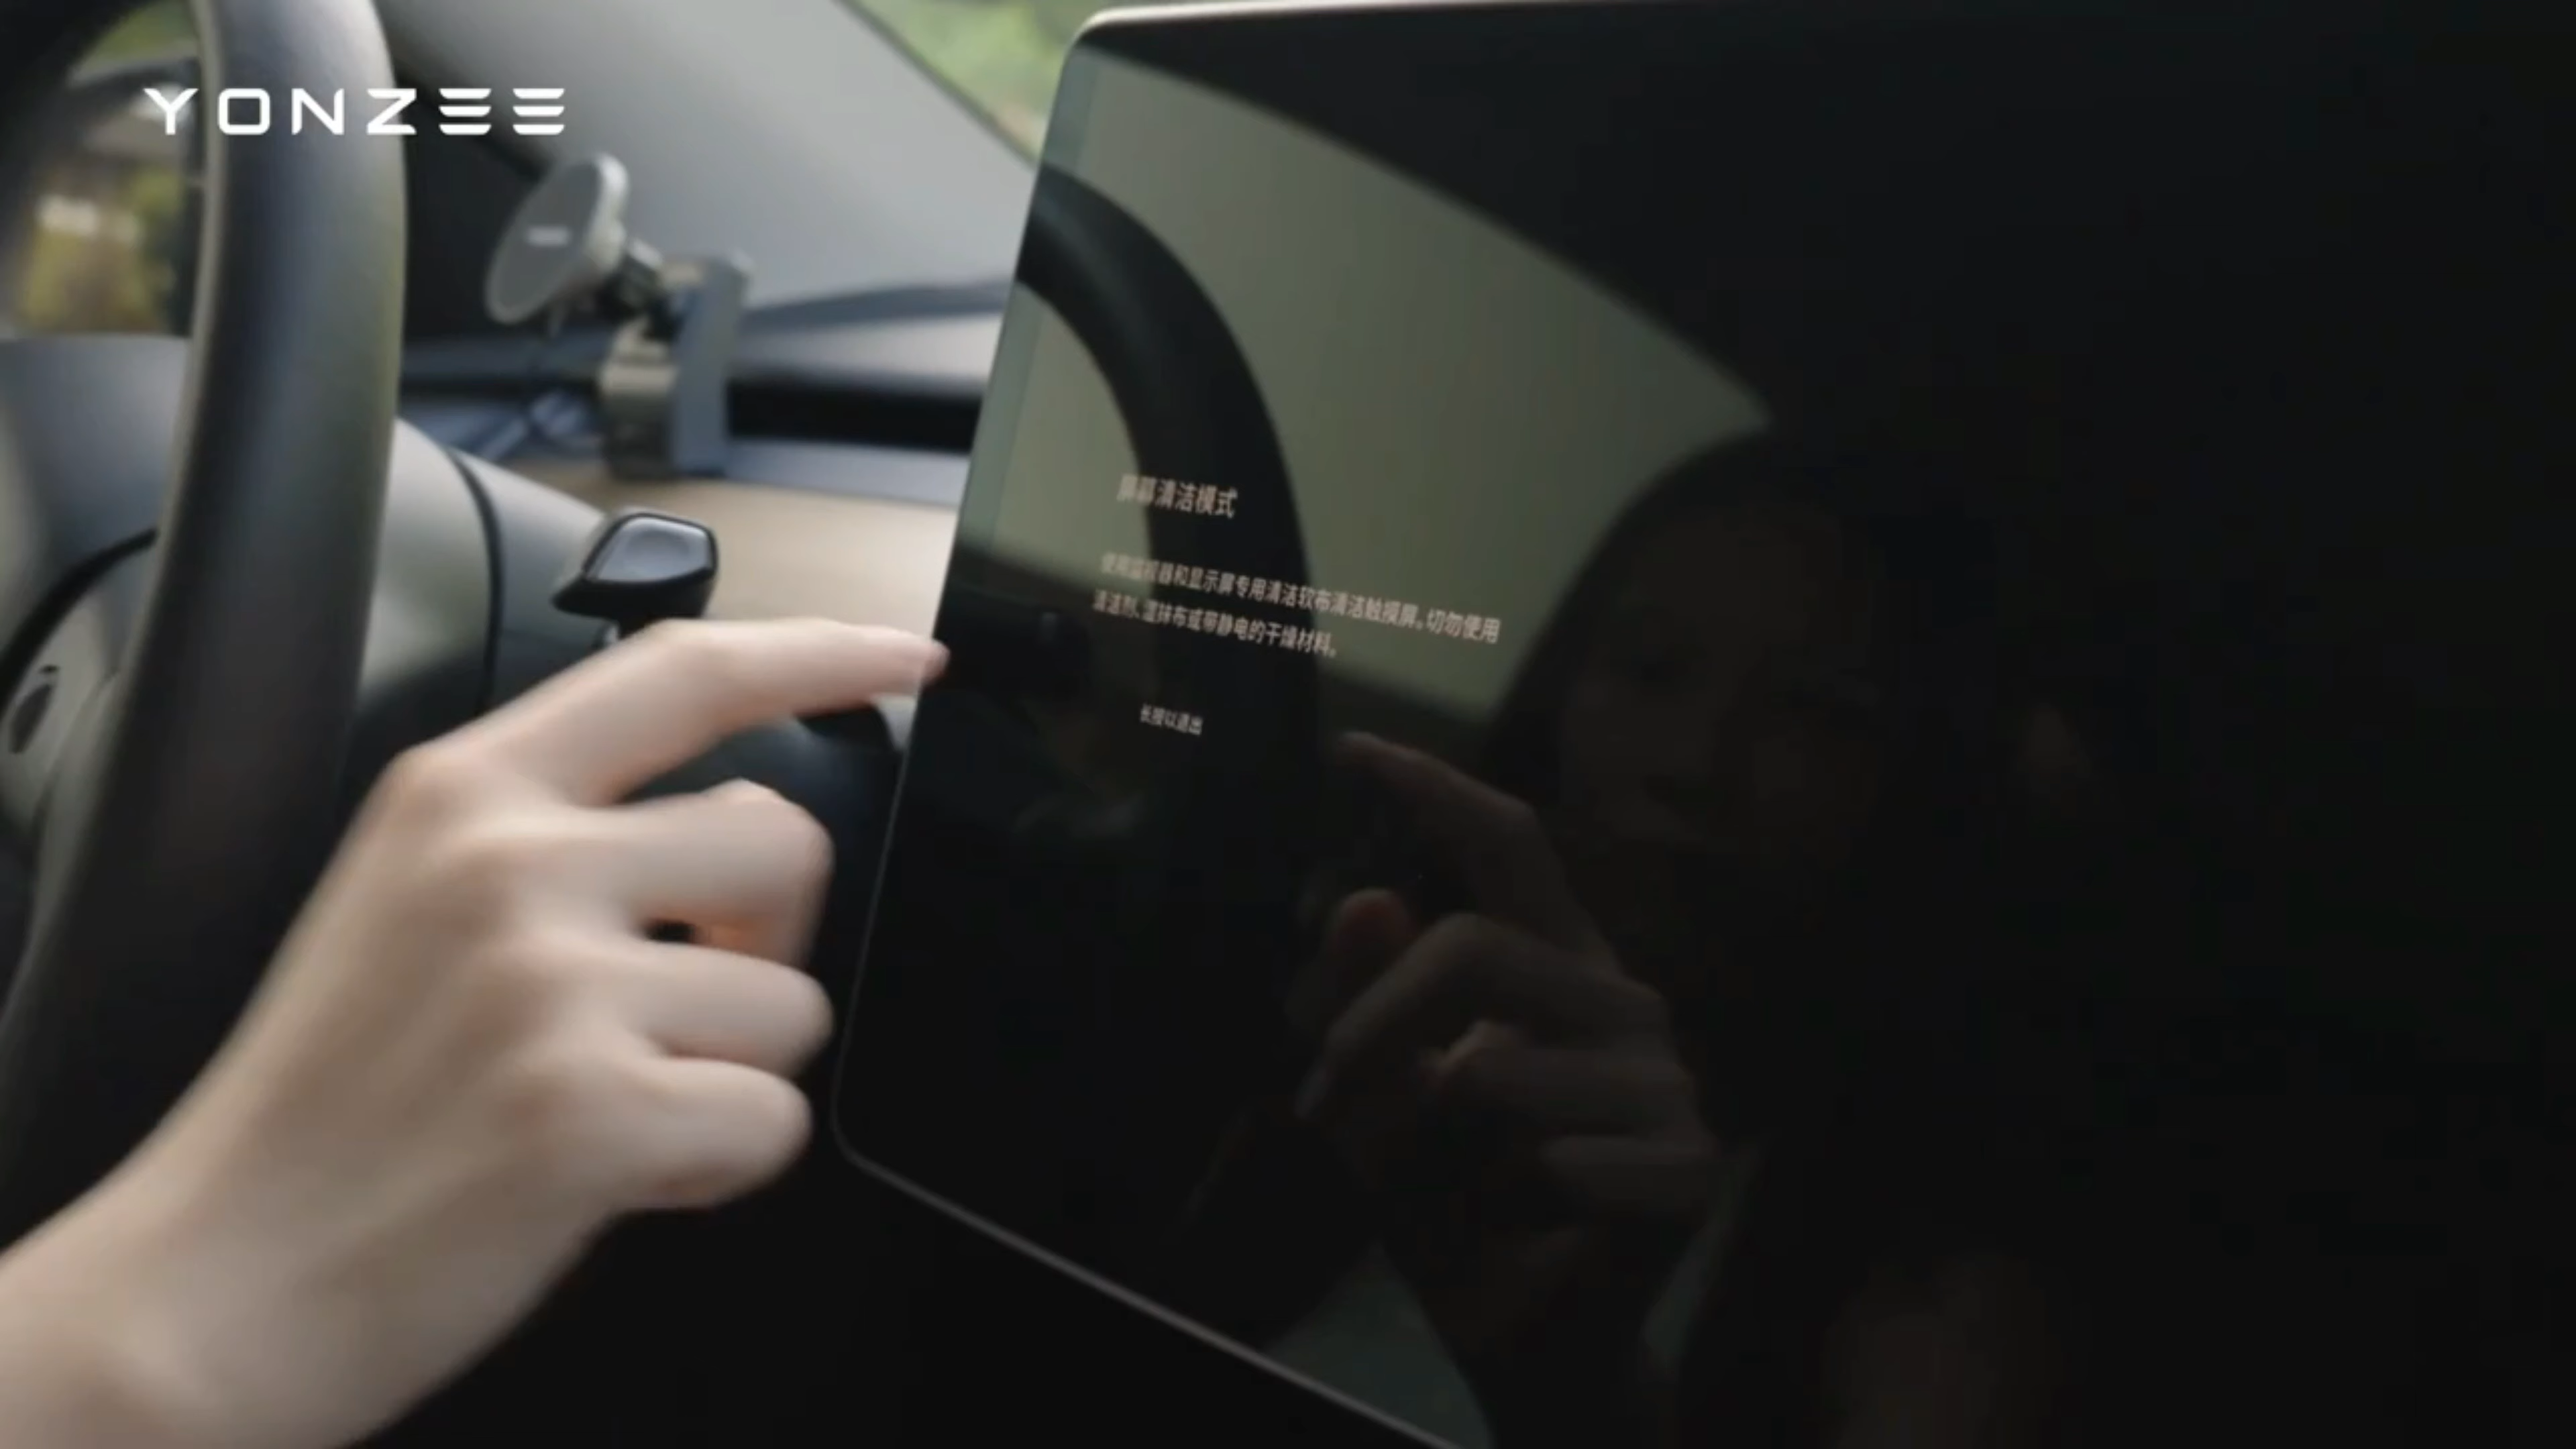 YONZEE
屏幕清洁模式
使用监视器和显示屏专用清洁软布清洁触摸屏。切勿使用
清洁剂、湿抹布或带静电的干燥材料。
长按以退出